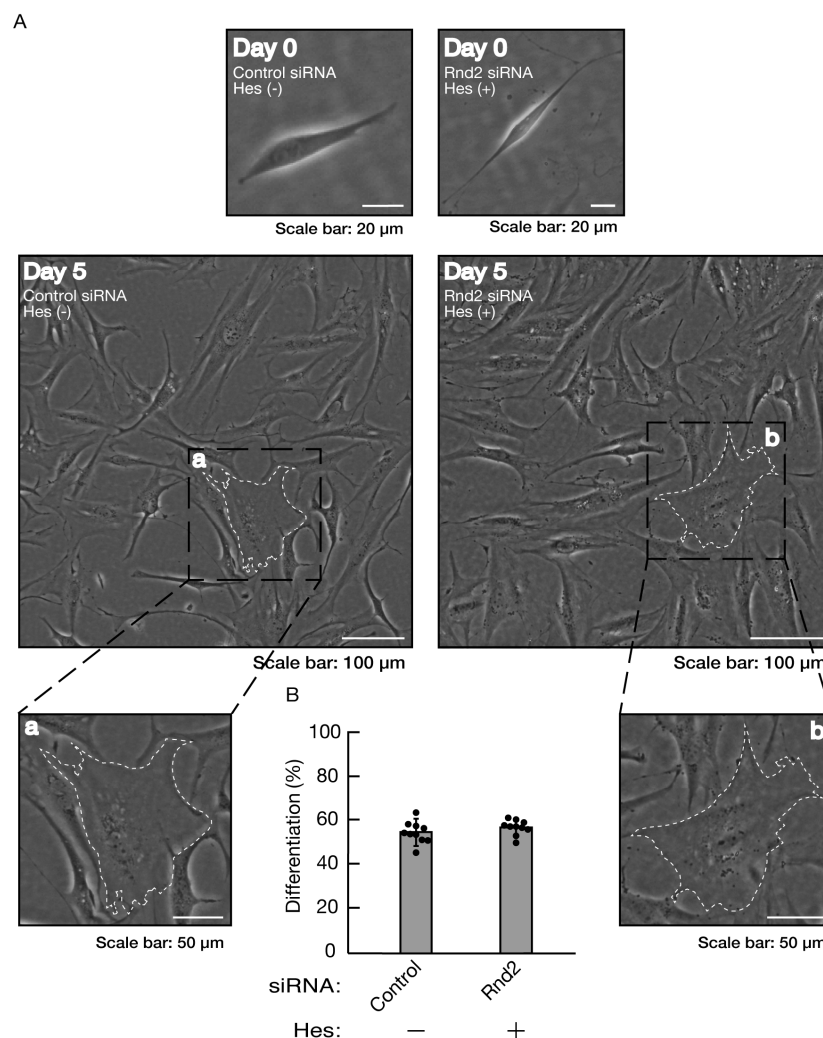 A
Day 0
Control siRNA
Hes (-)
Day 0
Rnd2 siRNA
Hes (+)
Scale bar: 20 µm
Scale bar: 20 µm
Day 5
Control siRNA
Hes (-)
a
Day 5
Rnd2 siRNA
Hes (+)
b
Scale bar: 100 µm
Scale bar: 100 µm
a
Scale bar: 50 µm
B
Differentiation (%)
100
80
60
40
20
0
siRNA:
Control
Rnd2
Hes:
−
+
b
Scale bar: 50 µm